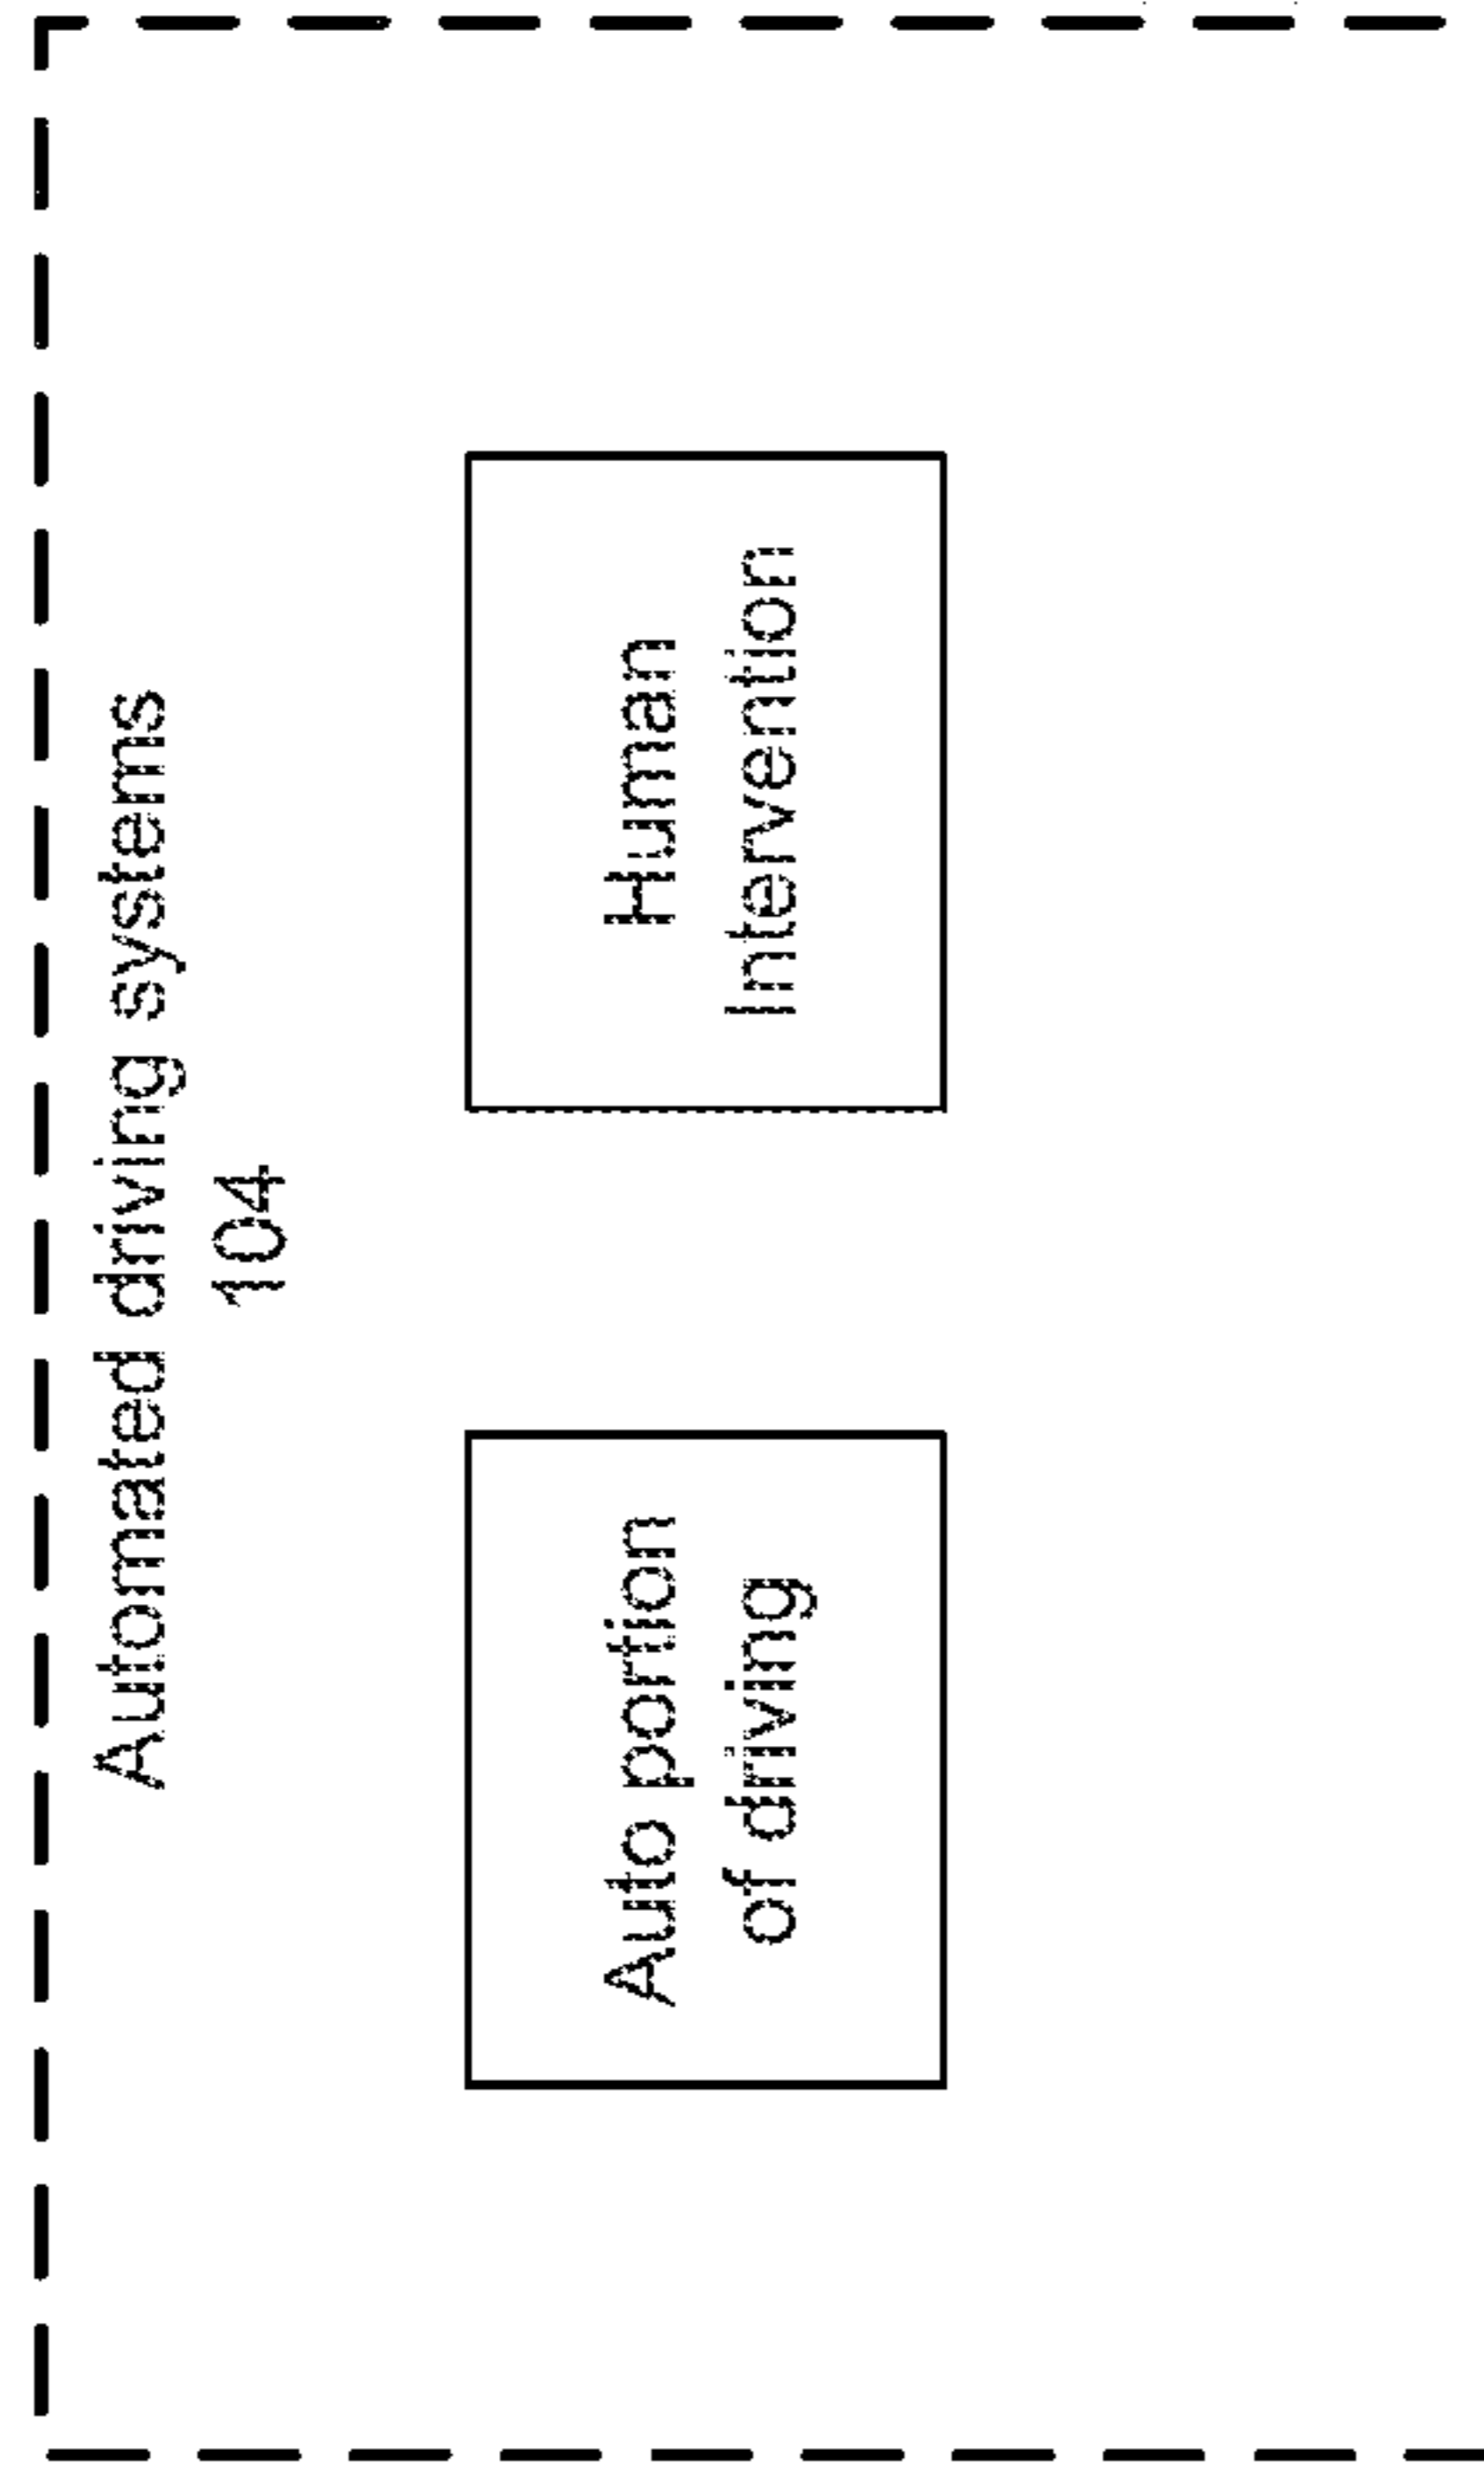 Automated driving systems
104
Auto portion
of driving
Human
Intervention